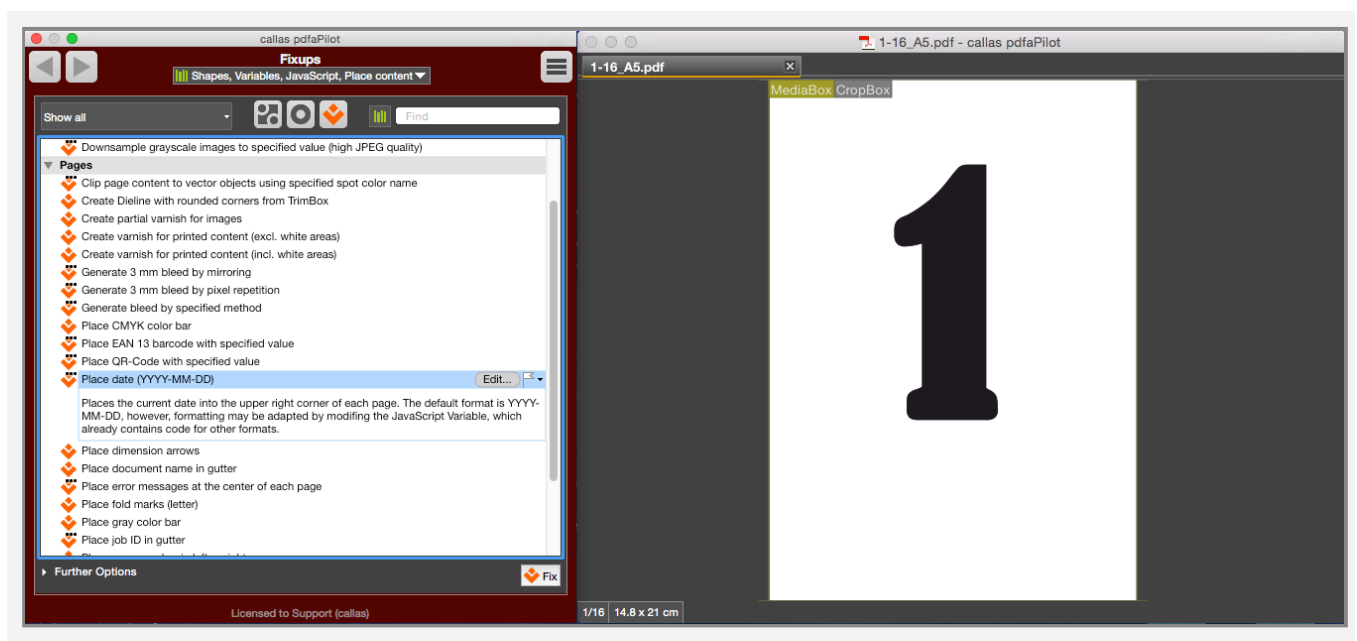 callas pdfaPilot
Fixups
Shapes, Variables, JavaScript, Place content
Show all
Find
Downsample grayscale images to specified value (high JPEG quality)
Pages
Clip page content to vector objects using specified spot color name
Create Dieline with rounded corners from TrimBox
Create partial varnish for images
Create varnish for printed content (excl. white areas)
Create varnish for printed content (incl. white areas)
Generate 3 mm bleed by mirroring
Generate 3 mm bleed by pixel repetition
Generate bleed by specified method
Place CMYK color bar
Place EAN 13 barcode with specified value
Place QR-Code with specified value
Place date (YYYY-MM-DD) Edit...
Places the current date into the upper right corner of each page. The default format is YYYY-
MM-DD, however, formatting may be adapted by modifing the JavaScript Variable, which
already contains code for other formats.
Place dimension arrows
Place document name in gutter
Place error messages at the center of each page
Place fold marks (letter)
Place gray color bar
Place job ID in gutter
Further Options
Fix
Licensed to Support (callas)
1-16_A5.pdf - callas pdfaPilot
1-16_A5.pdf
MediaBox CropBox
1
1/16 14.8 x 21 cm